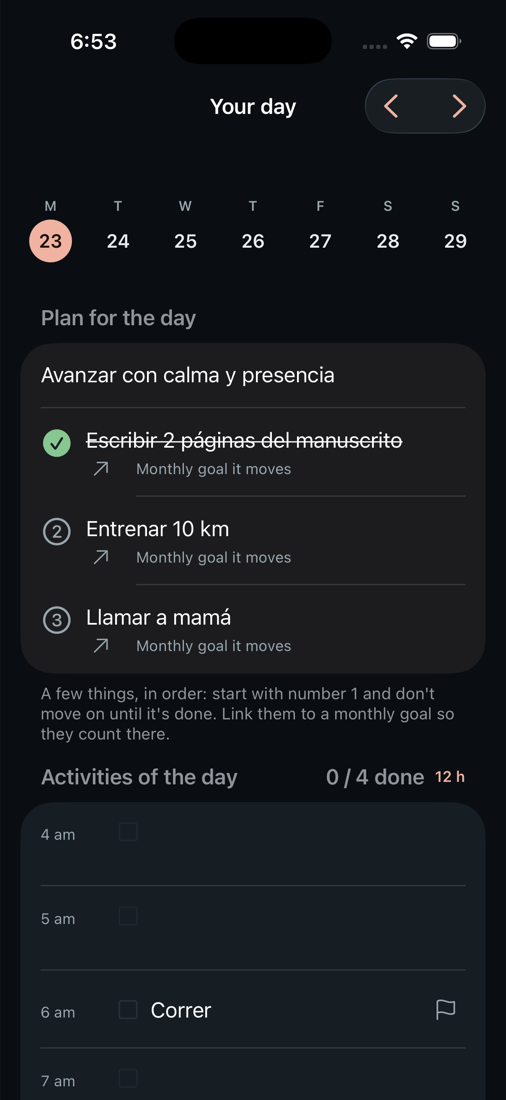 6:53
Your day
M T W T F S S
23 24 25 26 27 28 29
Plan for the day
Avanzar con calma y presencia
Escribir 2 páginas del manuscrito
Monthly goal it moves
2 Entrenar 10 km
Monthly goal it moves
3 Llamar a mamá
Monthly goal it moves
A few things, in order: start with number 1 and don't
move on until it's done. Link them to a monthly goal so
they count there.
Activities of the day 0 / 4 done 12 h
4 am
5 am
6 am Correr
7 am